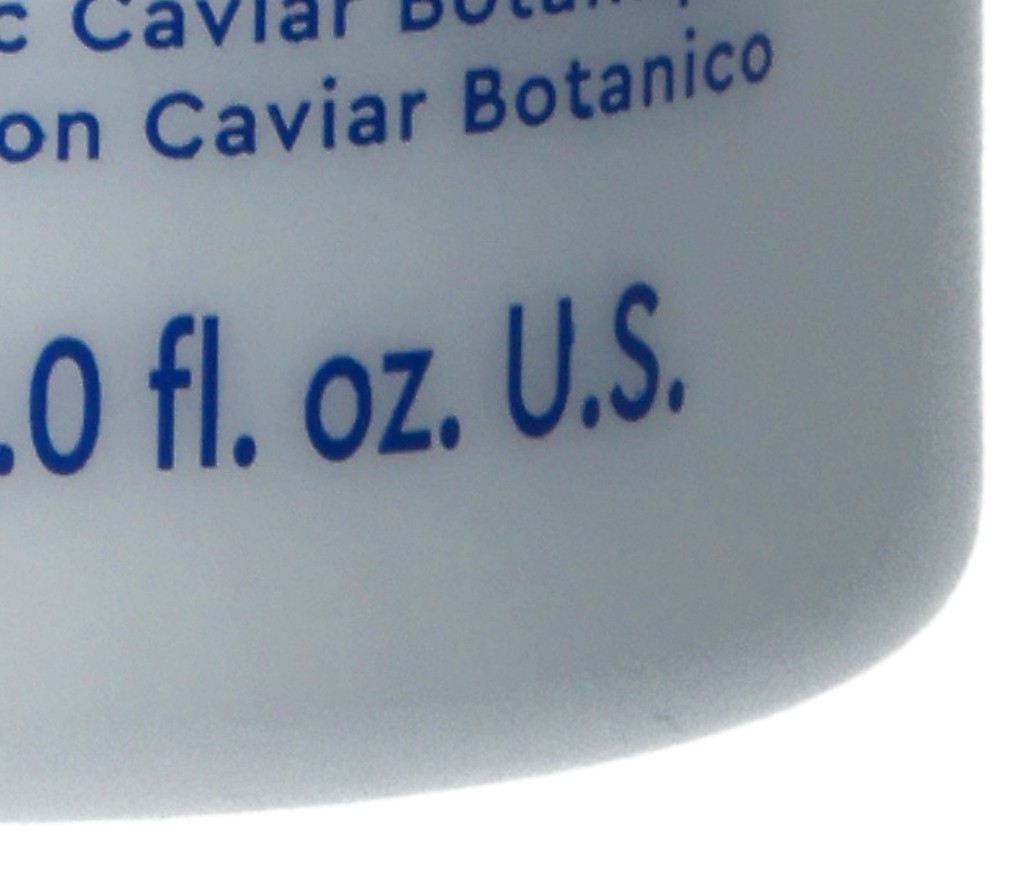 c Caviar
on Caviar Botanico
.0 fl. oz. U.S.